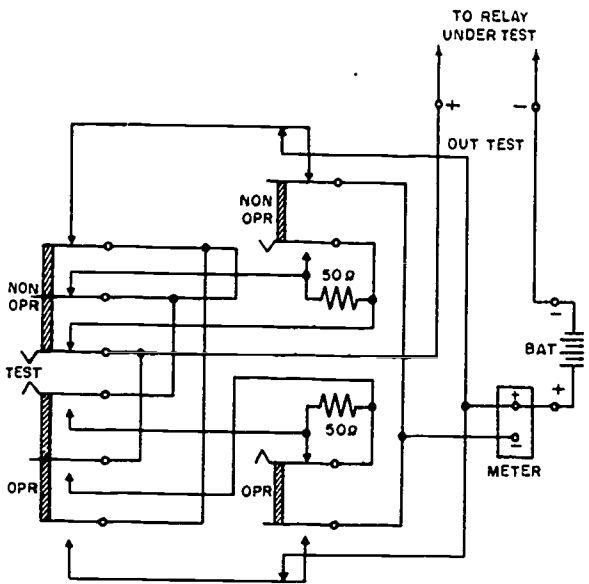 TO RELAY
UNDER TEST
+
-
OUT TEST
NON
OPR
50Ω
NON
OPR
-
BAT
TEST
+
+
50Ω
-
METER
OPR
OPR